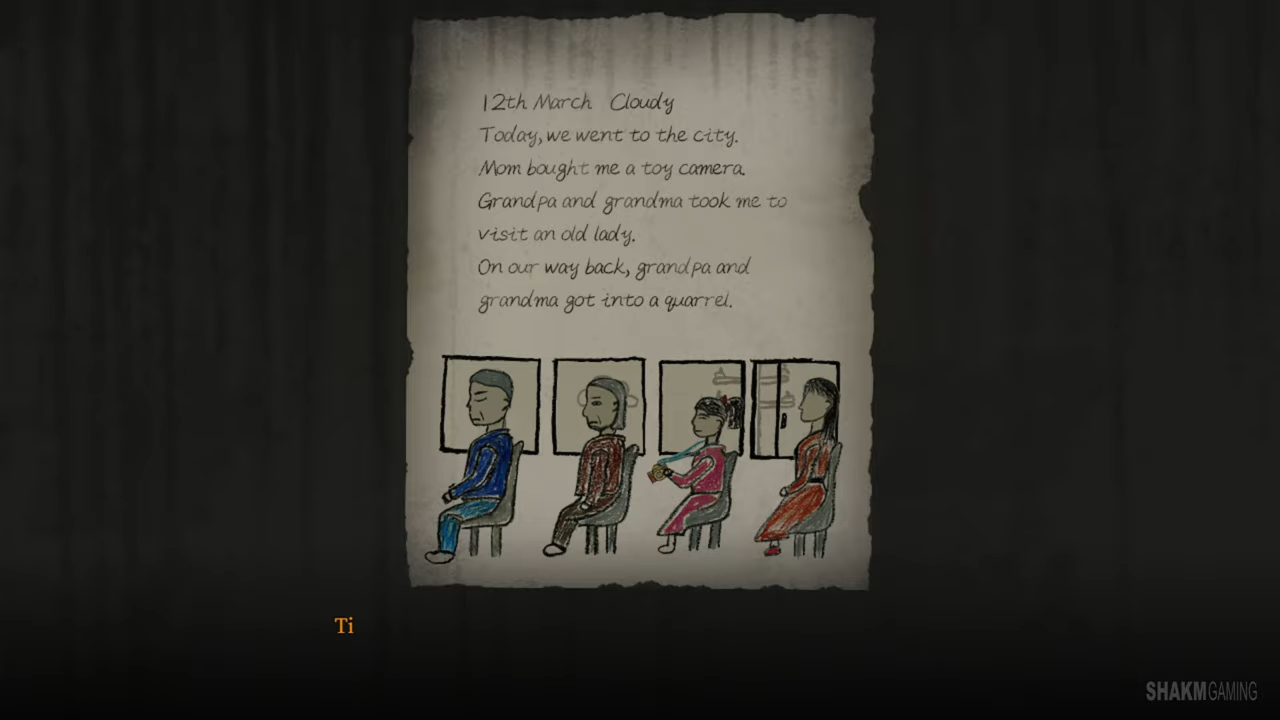 12th March Cloudy
Today, we went to the city.
Mom bought me a toy camera.
Grandpa and grandma took me to
visit an old lady.
On our way back, grandpa and
grandma got into a quarrel.
Ti
SHAKMGAMING